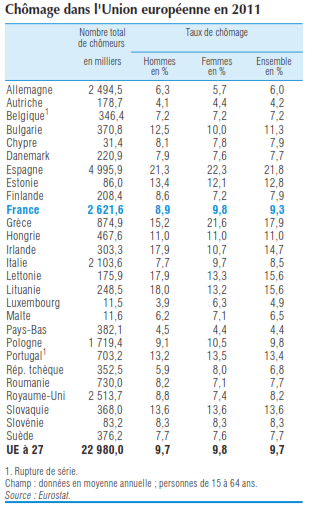 Chômage dans l'Union européenne en 2011
Nombre total de chômeurs Taux de chômage
en milliers Hommes en % Femmes en % Ensemble en %
Allemagne 2 494,5 6,3 5,7 6,0
Autriche 178,7 4,1 4,4 4,2
Belgique1 346,4 7,2 7,2 7,2
Bulgarie 370,8 12,5 10,0 11,3
Chypre 31,4 8,1 7,8 7,9
Danemark 220,9 7,9 7,6 7,7
Espagne 4 995,9 21,3 22,3 21,8
Estonie 86,0 13,4 12,1 12,8
Finlande 208,4 8,6 7,2 7,9
France 2 621,6 8,9 9,8 9,3
Grèce 874,9 15,2 21,6 17,9
Hongrie 467,6 11,0 11,0 11,0
Irlande 303,3 17,9 10,7 14,7
Italie 2 103,6 7,7 9,7 8,5
Lettonie 175,9 17,9 13,3 15,6
Lituanie 248,5 18,0 13,2 15,6
Luxembourg 11,5 3,9 6,3 4,9
Malte 11,6 6,2 7,1 6,5
Pays-Bas 382,1 4,5 4,4 4,4
Pologne 1 719,4 9,1 10,5 9,8
Portugal1 703,2 13,2 13,5 13,4
Rép. tchèque 352,5 5,9 8,0 6,8
Roumanie 730,0 8,2 7,1 7,7
Royaume-Uni 2 513,7 8,8 7,4 8,2
Slovaquie 368,0 13,6 13,6 13,6
Slovénie 83,2 8,3 8,3 8,3
Suède 376,2 7,7 7,6 7,7
UE à 27 22 980,0 9,7 9,8 9,7
1. Rupture de série.
Champ : données en moyenne annuelle ; personnes de 15 à 64 ans.
Source : Eurostat.